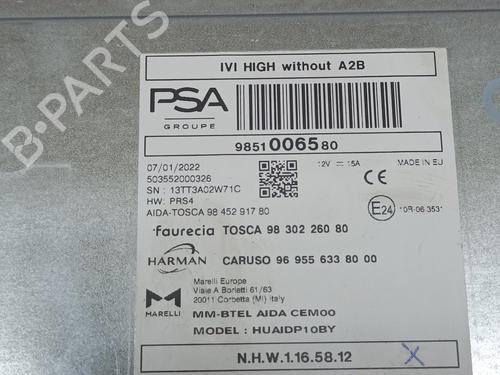 IVI HIGH without A2B
PSA
GROUPE
9851006580
07/01/2022
503552000326
12V 15A
MADE IN EU
SN : 13TT3A02W71C
HW: PRS4
AIDA-TOSCA 98 452 917 80
E24
10R-06 3531
faurecia TOSCA 98 302 260 80
HARMAN CARUSO 96 955 633 80 00
Marelli Europe
Viale A Borletti 61/63
20011 Corbetta (MI) Italy
MARELLI
MM-BTEL AIDA CEM00
MODEL : HUAIDP10BY
N.H.W.1.16.58.12
X
B-PARTS
CE